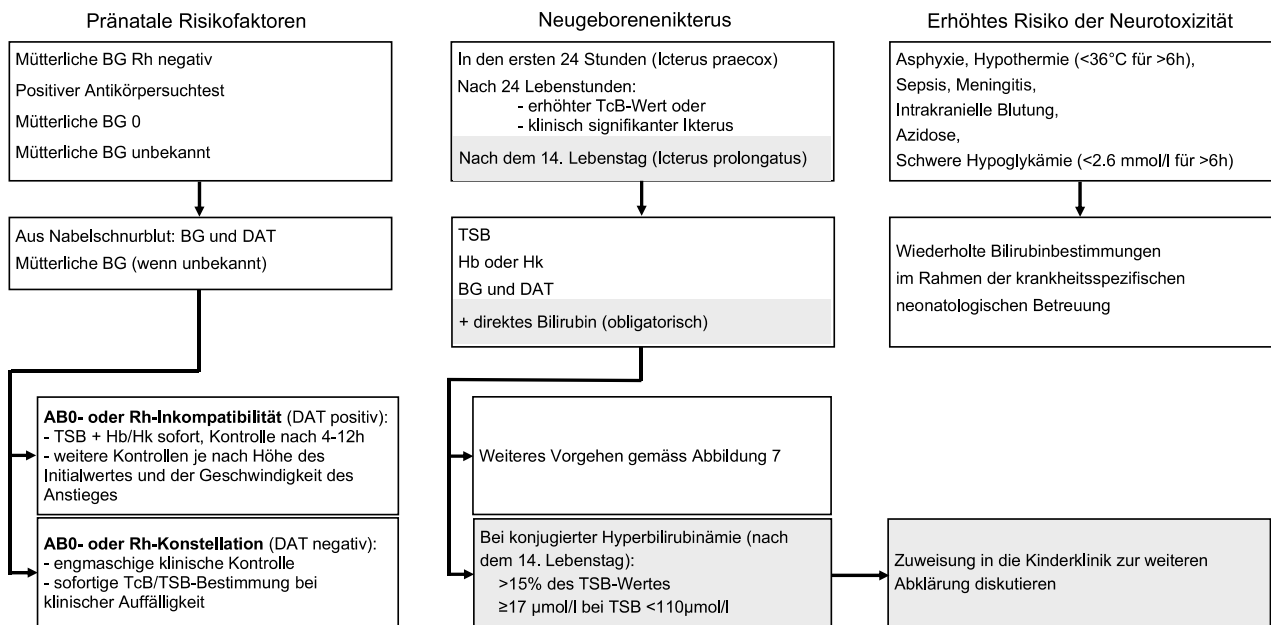 Pränatale Risikofaktoren
Mütterliche BG Rh negativ
Positiver Antikörpersuchtest
Mütterliche BG 0
Mütterliche BG unbekannt
Aus Nabelschnurblut: BG und DAT
Mütterliche BG (wenn unbekannt)
AB0- oder Rh-Inkompatibilität (DAT positiv):
- TSB + Hb/Hk sofort, Kontrolle nach 4-12h
- weitere Kontrollen je nach Höhe des
Initialwertes und der Geschwindigkeit des
Anstieges
AB0- oder Rh-Konstellation (DAT negativ):
- engmaschige klinische Kontrolle
- sofortige TcB/TSB-Bestimmung bei
klinischer Auffälligkeit
Neugeborenenikterus
In den ersten 24 Stunden (Icterus praecox)
Nach 24 Lebenstunden:
- erhöhter TcB-Wert oder
- klinisch signifikanter Ikterus
Nach dem 14. Lebenstag (Icterus prolongatus)
TSB
Hb oder Hk
BG und DAT
+ direktes Bilirubin (obligatorisch)
Weiteres Vorgehen gemäss Abbildung 7
Bei konjugierter Hyperbilirubinämie (nach
dem 14. Lebenstag):
>15% des TSB-Wertes
≥17 µmol/l bei TSB <110µmol/l
Erhöhtes Risiko der Neurotoxizität
Asphyxie, Hypothermie (<36°C für >6h),
Sepsis, Meningitis,
Intrakranielle Blutung,
Azidose,
Schwere Hypoglykämie (<2.6 mmol/l für >6h)
Wiederholte Bilirubinbestimmungen
im Rahmen der krankheitsspezifischen
neonatologischen Betreuung
Zuweisung in die Kinderklinik zur weiteren
Abklärung diskutieren